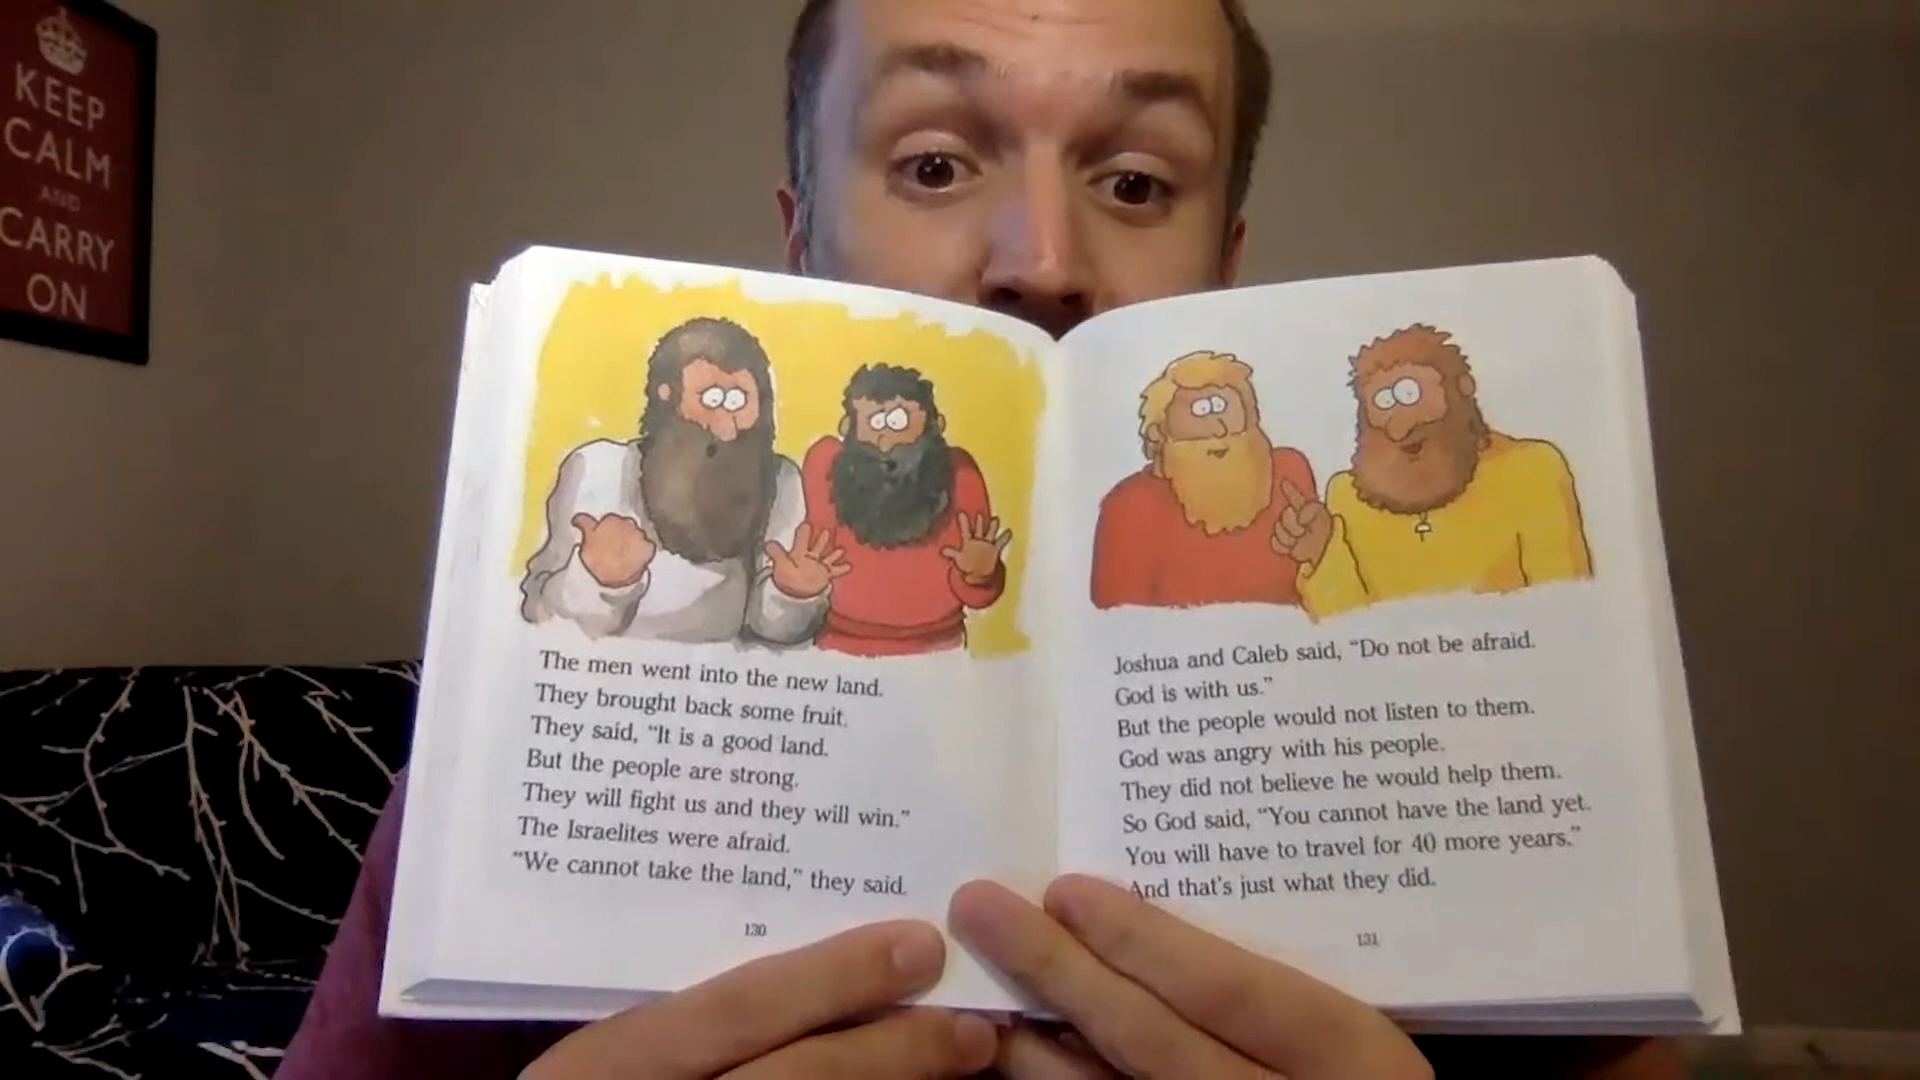 KEEP
CALM
AND
CARRY
ON
The men went into the new land.
They brought back some fruit.
They said, "It is a good land.
But the people are strong.
They will fight us and they will win."
The Israelites were afraid.
"We cannot take the land," they said.
130
Joshua and Caleb said, "Do not be afraid.
God is with us."
But the people would not listen to them.
God was angry with his people.
They did not believe he would help them.
So God said, "You cannot have the land yet.
You will have to travel for 40 more years."
And that's just what they did.
131